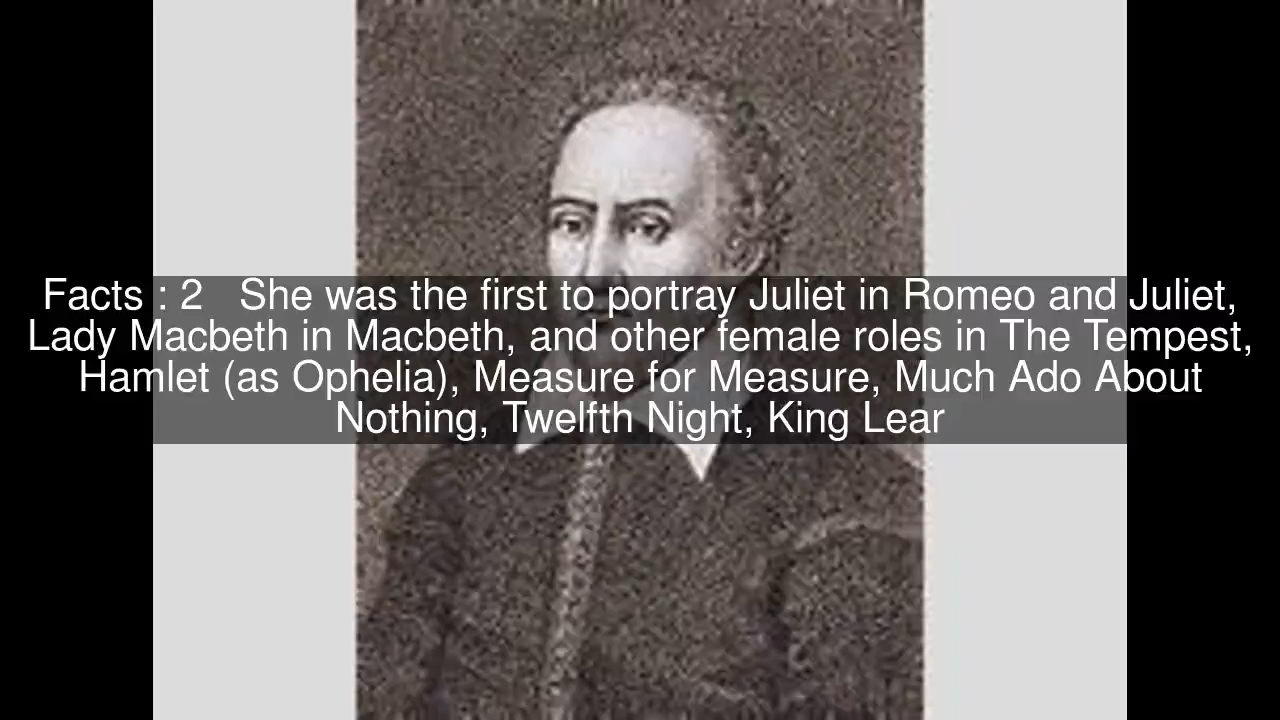 Facts : 2   She was the first to portray Juliet in Romeo and Juliet,
Lady Macbeth in Macbeth, and other female roles in The Tempest,
Hamlet (as Ophelia), Measure for Measure, Much Ado About
Nothing, Twelfth Night, King Lear